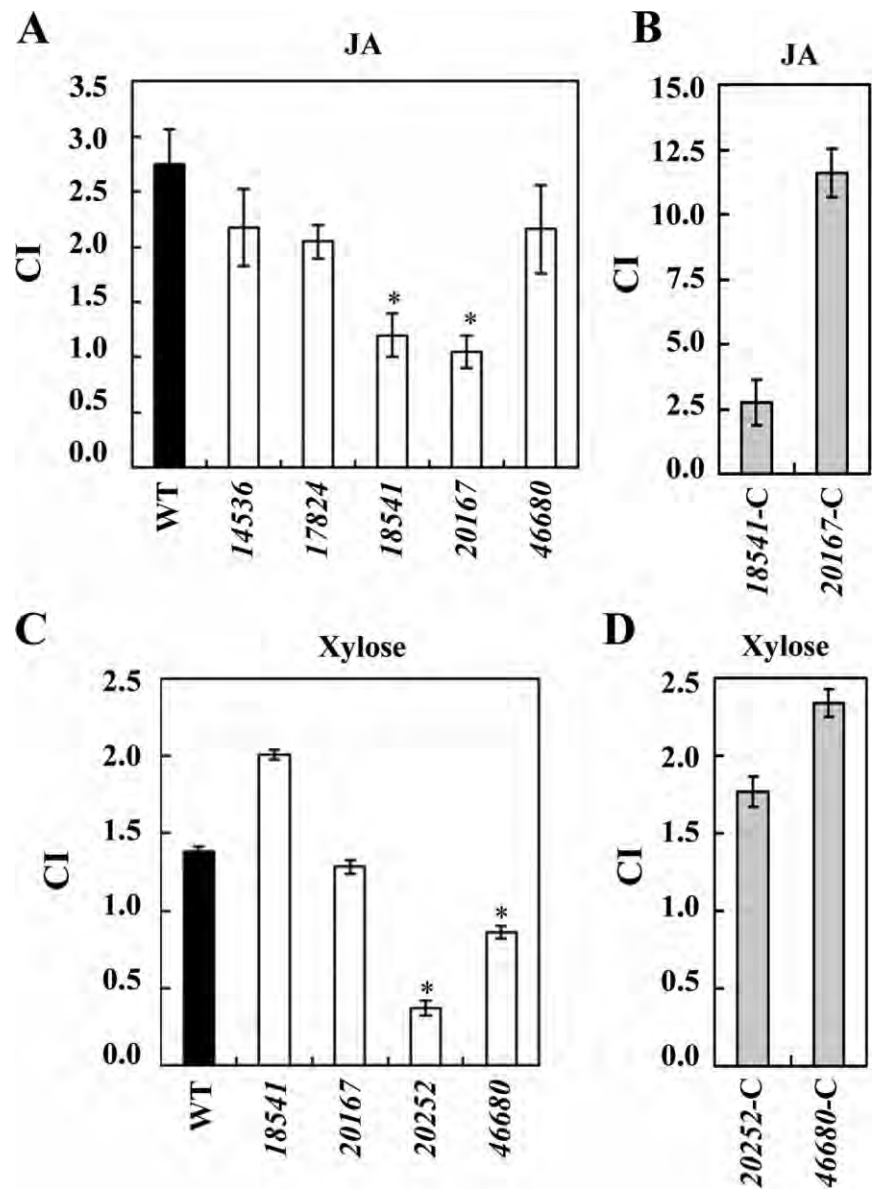 A
JA
CI
3.5
3.0
2.5
2.0
1.5
1.0
0.5
0.0
*
*
WT
14536
17824
18541
20167
46680
B
JA
CI
15.0
12.5
10.0
7.5
5.0
2.5
0.0
18541-C
20167-C
C
Xylose
CI
2.5
2.0
1.5
1.0
0.5
0.0
*
*
WT
18541
20167
20252
46680
D
Xylose
CI
2.5
2.0
1.5
1.0
0.5
0.0
20252-C
46680-C